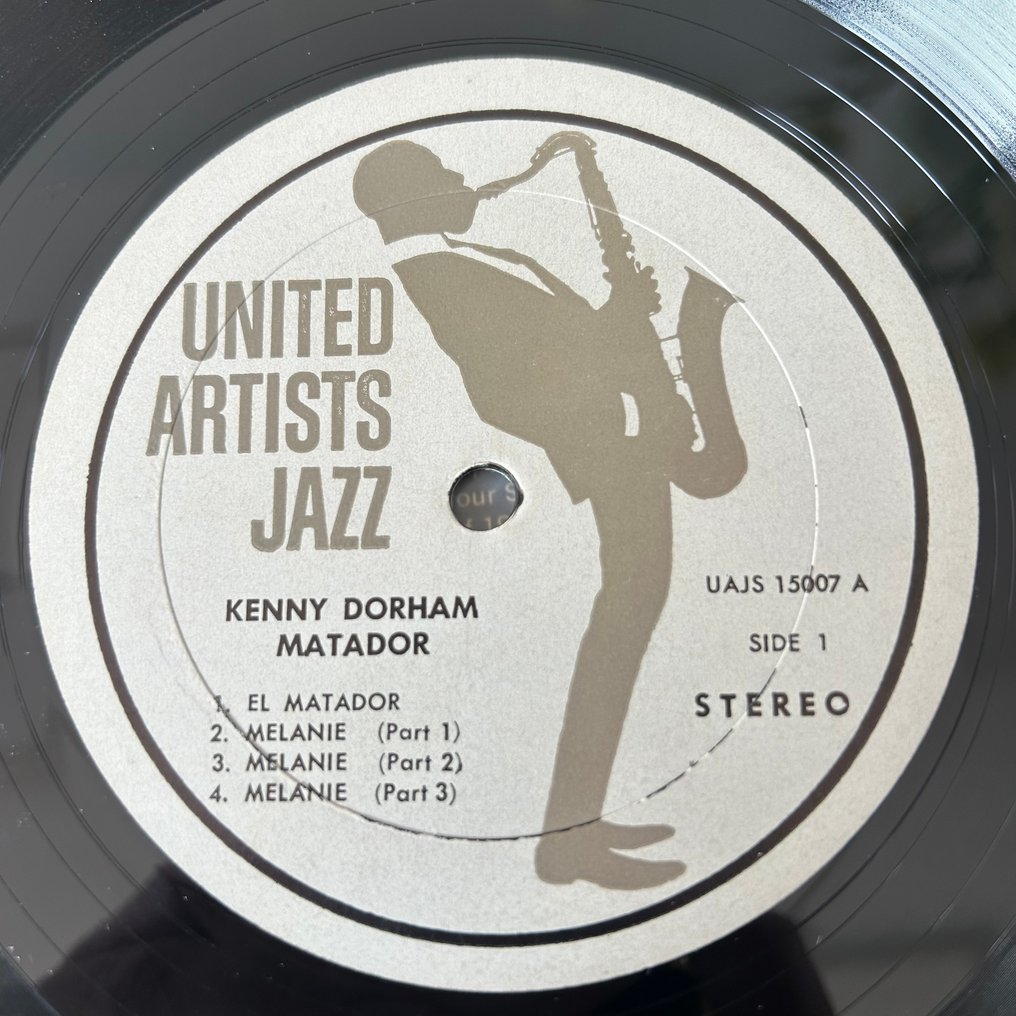 UNITED
ARTISTS
JAZZ
our S
KENNY DORHAM
MATADOR
1. EL MATADOR
2. MELANIE (Part 1)
3. MELANIE (Part 2)
4. MELANIE (Part 3)
UAJS 15007 A
SIDE 1
STEREO